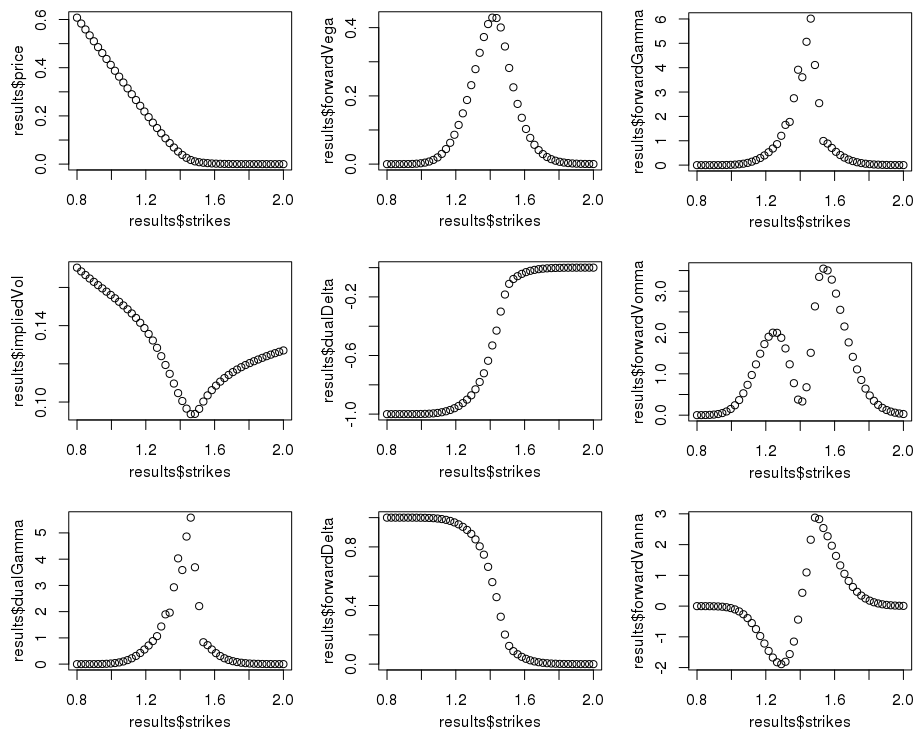 results$price
0.0 0.2 0.4 0.6
0.8 1.2 1.6 2.0
results$strikes
results$forwardVega
0.0 0.2 0.4
0.8 1.2 1.6 2.0
results$strikes
results$forwardGamma
0 1 2 3 4 5 6
0.8 1.2 1.6 2.0
results$strikes
results$impliedVol
0.10 0.14
0.8 1.2 1.6 2.0
results$strikes
results$dualDelta
-1.0 -0.6 -0.2
0.8 1.2 1.6 2.0
results$strikes
results$forwardVomma
0.0 1.0 2.0 3.0
0.8 1.2 1.6 2.0
results$strikes
results$dualGamma
0 1 2 3 4 5
0.8 1.2 1.6 2.0
results$strikes
results$forwardDelta
0.0 0.4 0.8
0.8 1.2 1.6 2.0
results$strikes
results$forwardVanna
-2 -1 0 1 2 3
0.8 1.2 1.6 2.0
results$strikes